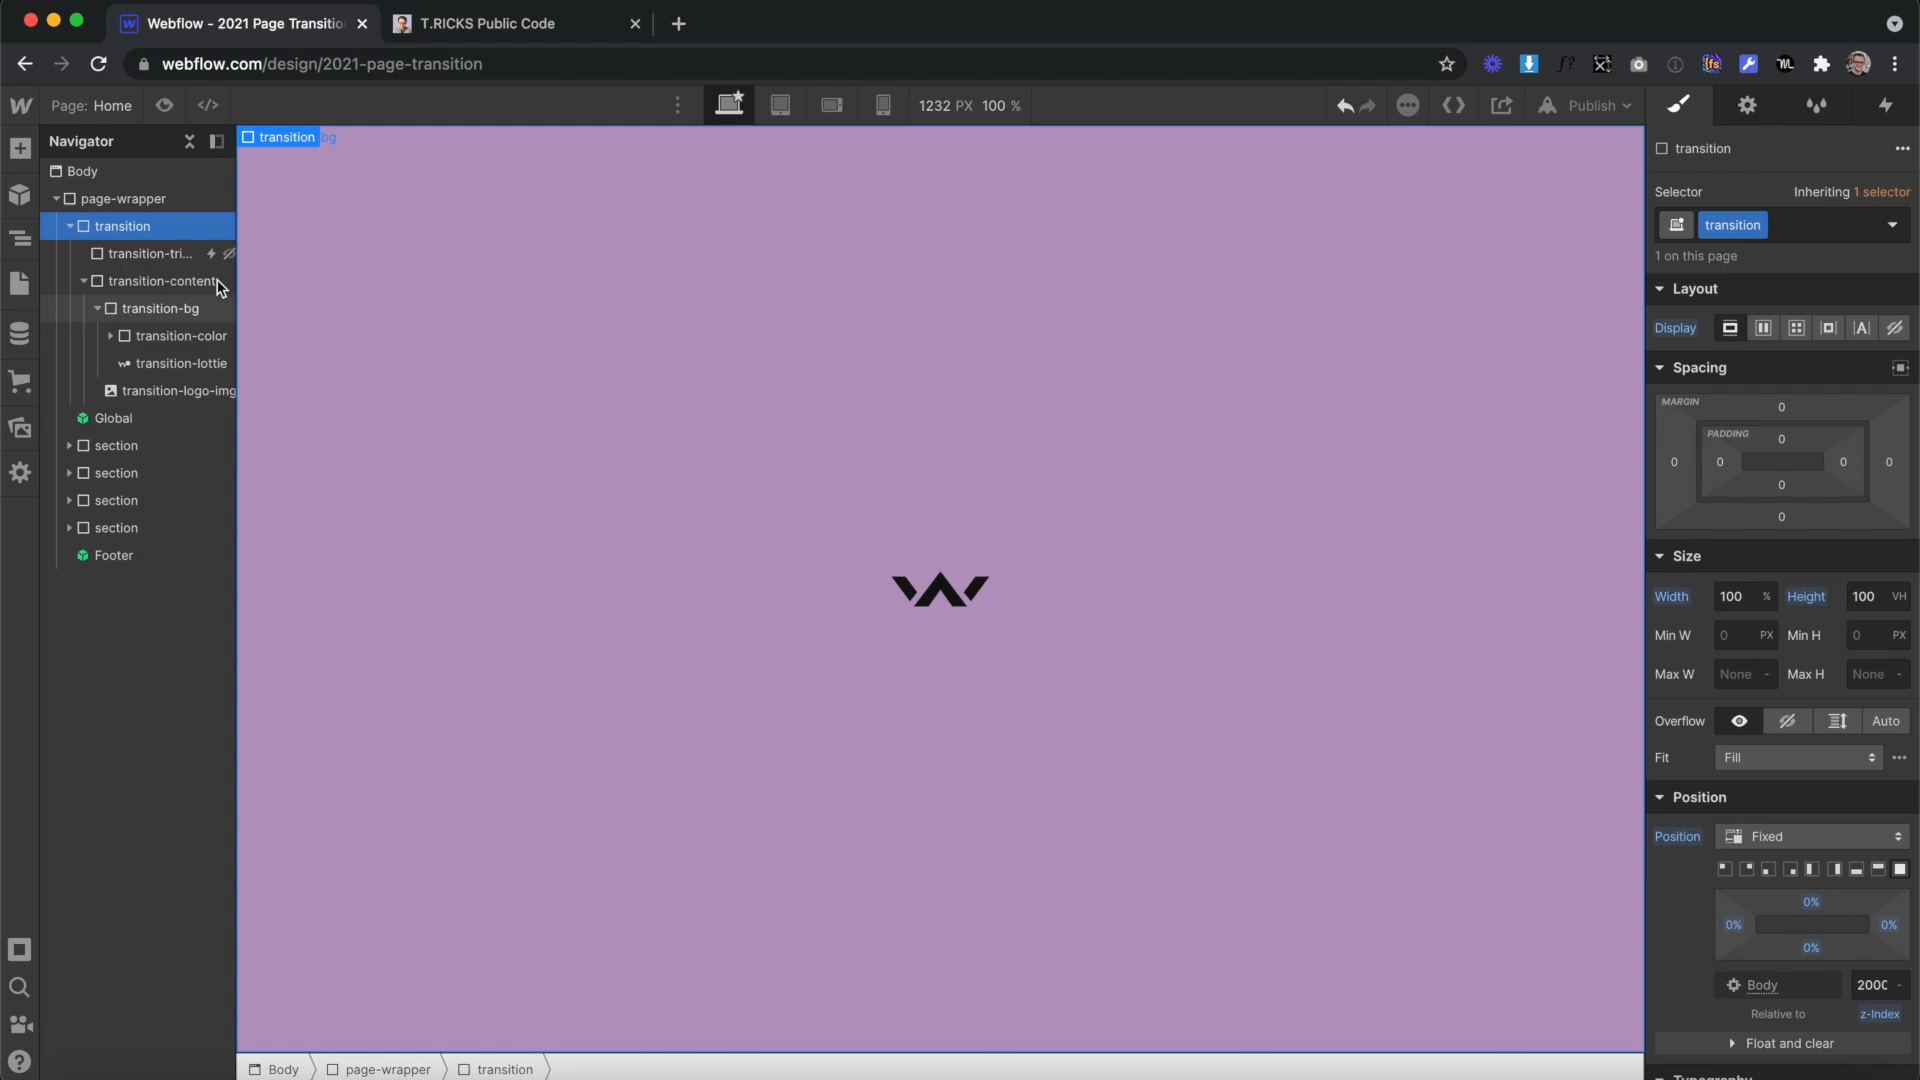 Webflow - 2021 Page Transitio
T.RICKS Public Code
webflow.com/design/2021-page-transition
Page: Home
1232 PX 100 %
Publish
Navigator
Body
page-wrapper
transition
transition-tri...
transition-content
transition-bg
transition-color
transition-lottie
transition-logo-img
Global
section
section
section
section
Footer
transition bg
transition
Selector
Inheriting 1 selector
transition
1 on this page
Layout
Display
Spacing
MARGIN
0
PADDING
0
0 0 0 0
0
0
Size
Width 100 % Height 100 VH
Min W 0 PX Min H 0 PX
Max W None - Max H None -
Overflow Auto
Fit Fill
Position
Position Fixed
0%
0% 0%
0%
Body 2000 -
Relative to z-Index
Float and clear
Typography
Body page-wrapper transition